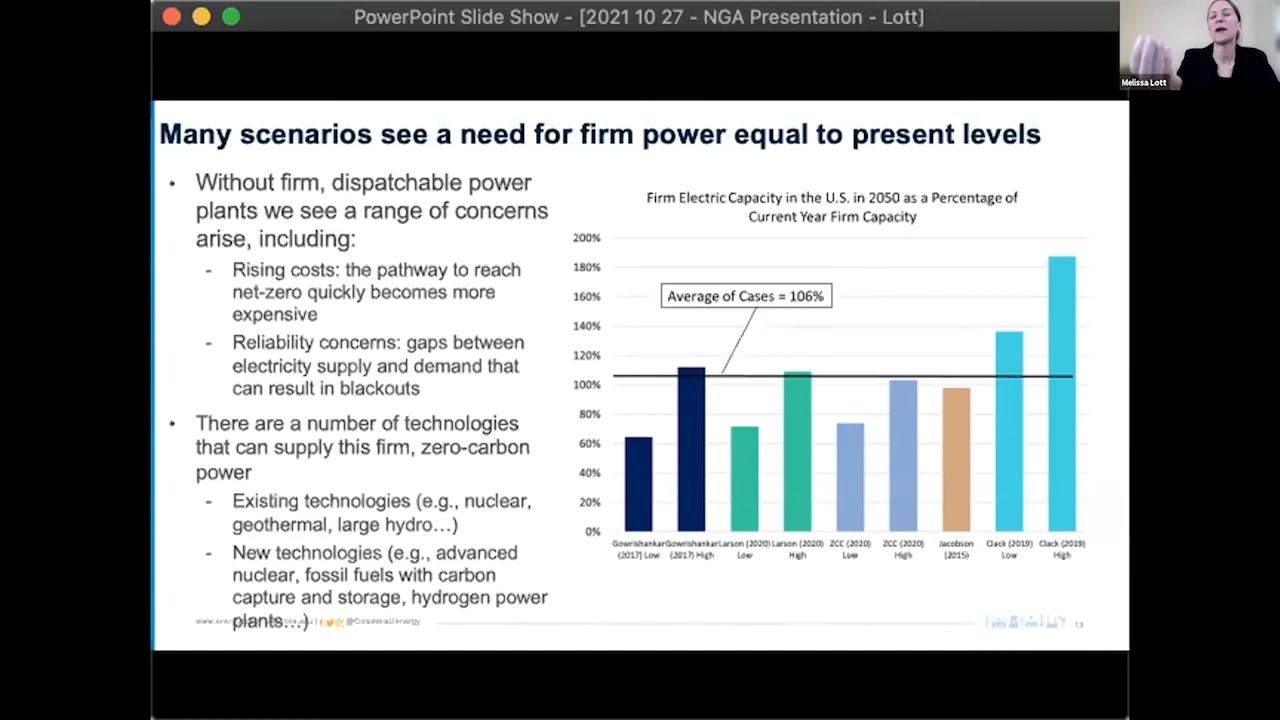 PowerPoint Slide Show - [2021 10 27 - NGA Presentation - Lott]
Melissa Lott
Many scenarios see a need for firm power equal to present levels
• Without firm, dispatchable power
plants we see a range of concerns
arise, including:
- Rising costs: the pathway to reach
net-zero quickly becomes more
expensive
- Reliability concerns: gaps between
electricity supply and demand that
can result in blackouts
• There are a number of technologies
that can supply this firm, zero-carbon
power
- Existing technologies (e.g., nuclear,
geothermal, large hydro…)
- New technologies (e.g., advanced
nuclear, fossil fuels with carbon
capture and storage, hydrogen power
plants…)
Firm Electric Capacity in the U.S. in 2050 as a Percentage of
Current Year Firm Capacity
200%
180%
160%
140%
120%
100%
80%
60%
40%
20%
0%
Average of Cases = 106%
Gowrishankar (2017) Low
Gowrishankar (2017) High
Larson (2020) Low
Larson (2020) High
ZCC (2020) Low
ZCC (2020) High
Jacobson (2015)
Clack (2019) Low
Clack (2019) High
@ColumbiaUenergy
13